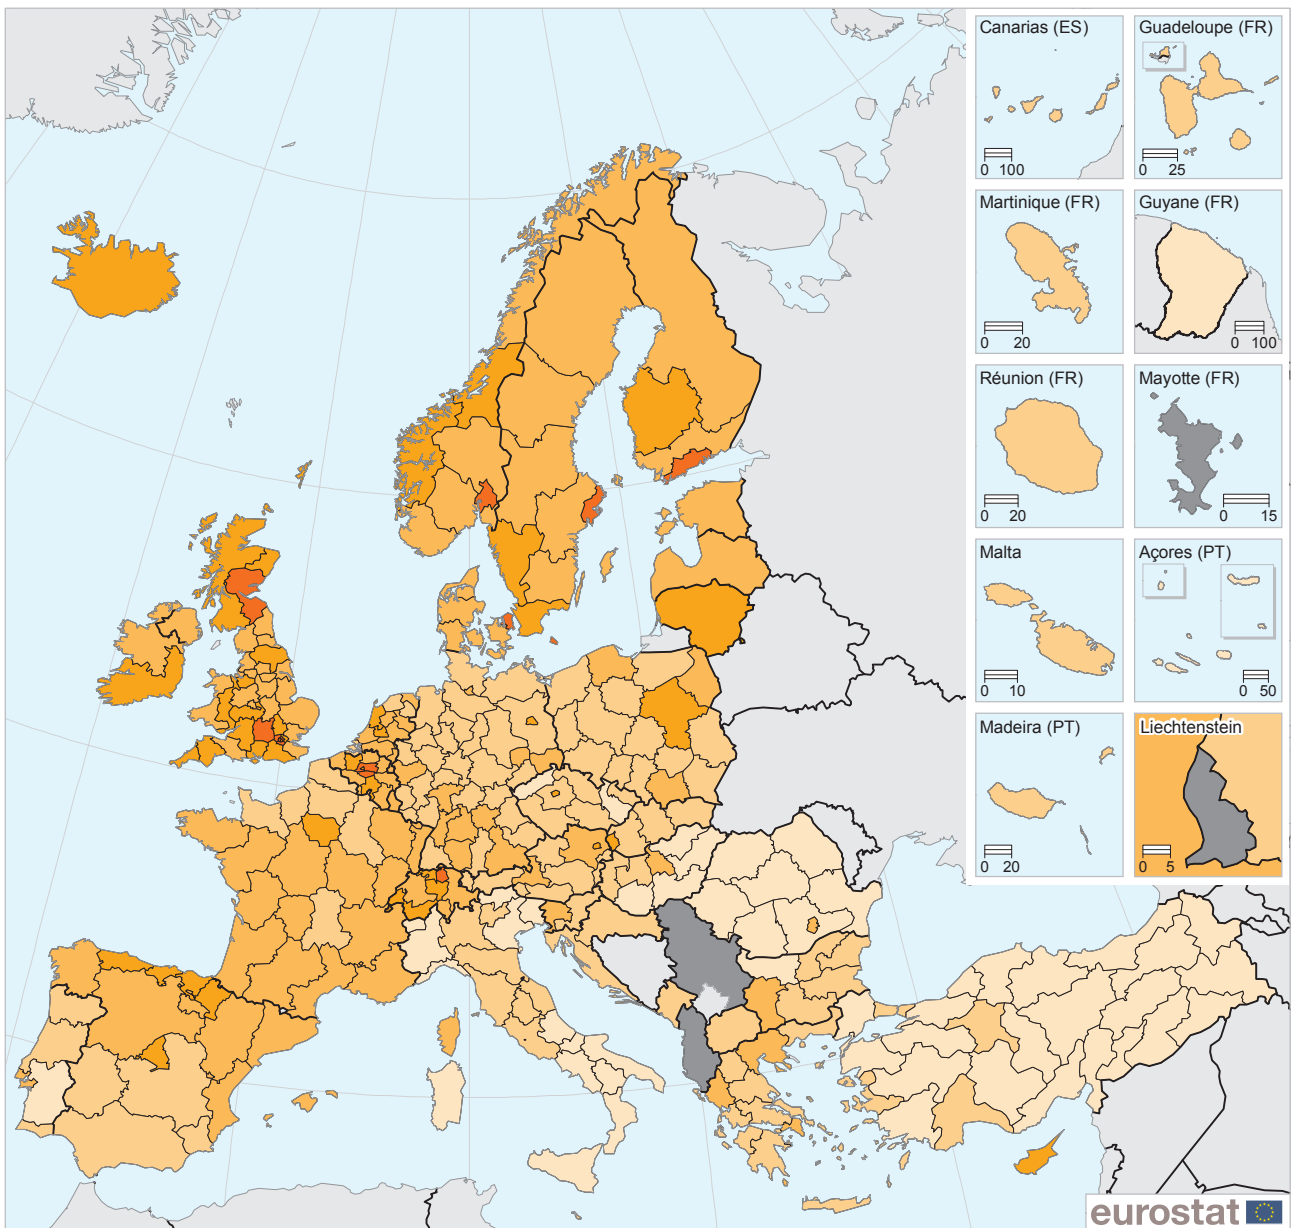 Canarias (ES)
0 100
Guadeloupe (FR)
0 25
Martinique (FR)
0 20
Guyane (FR)
0 100
Réunion (FR)
0 20
Mayotte (FR)
0 15
Malta
0 10
Açores (PT)
0 50
Madeira (PT)
0 20
Liechtenstein
0 5
eurostat